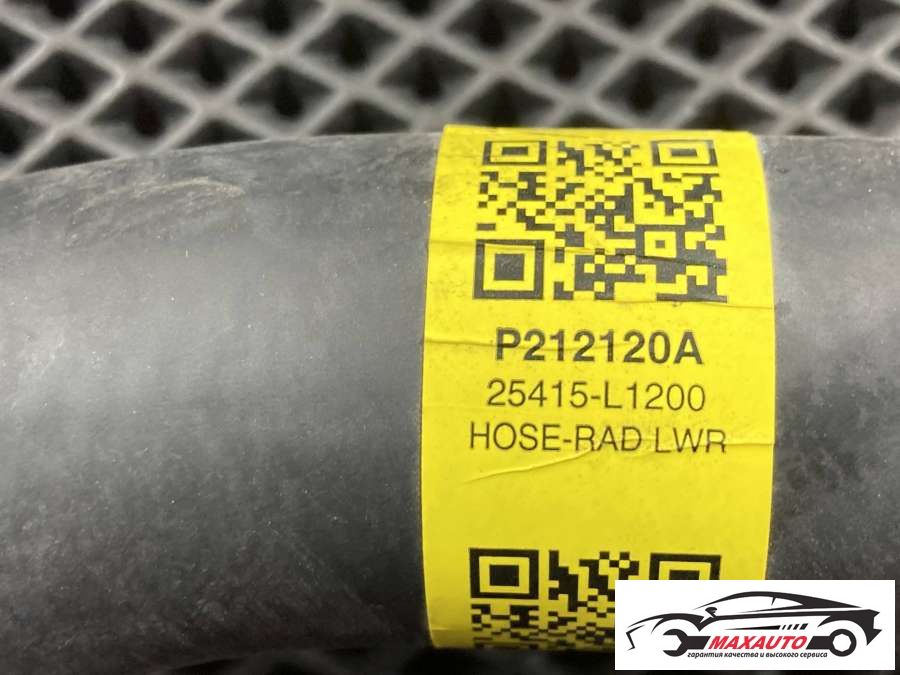 P212120A
25415-L1200
HOSE-RAD LWR
MAXAUTO
гарантия качества и высокого сервиса